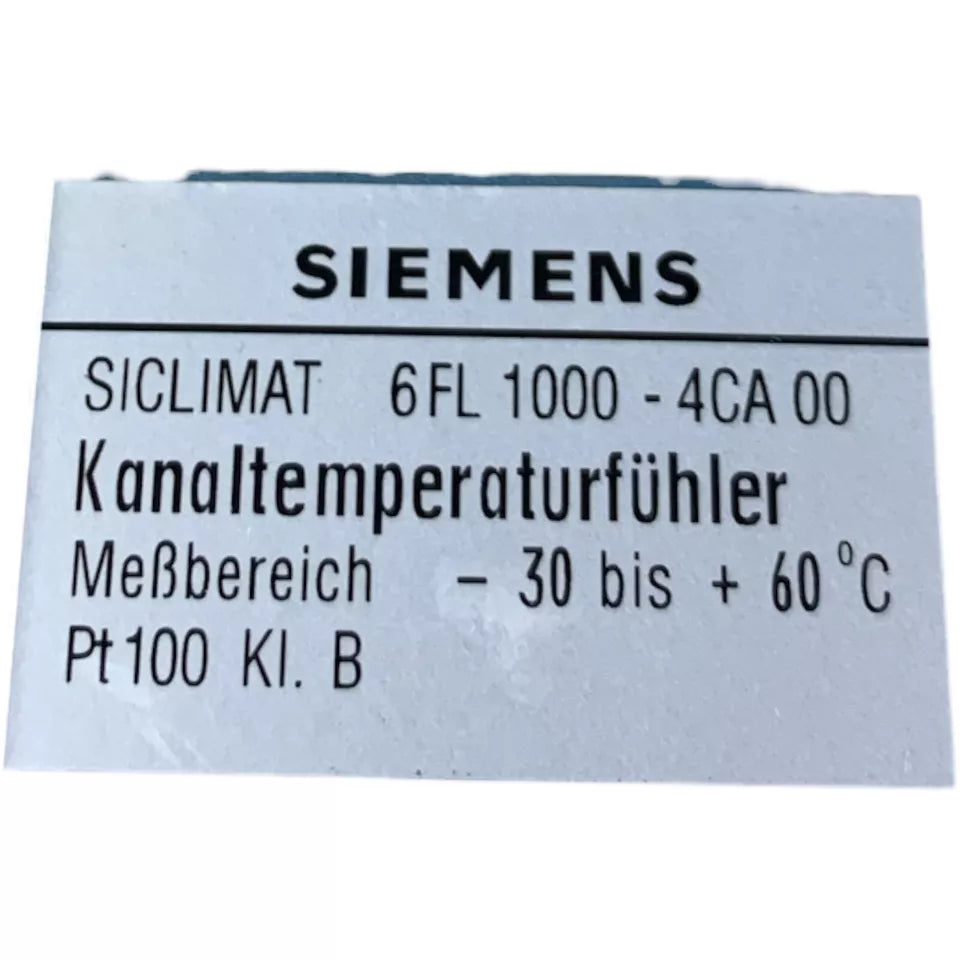 SIEMENS
SICLIMAT 6FL 1000 - 4CA 00
Kanaltemperaturfühler
Meßbereich - 30 bis + 60 °C
Pt100 Kl. B